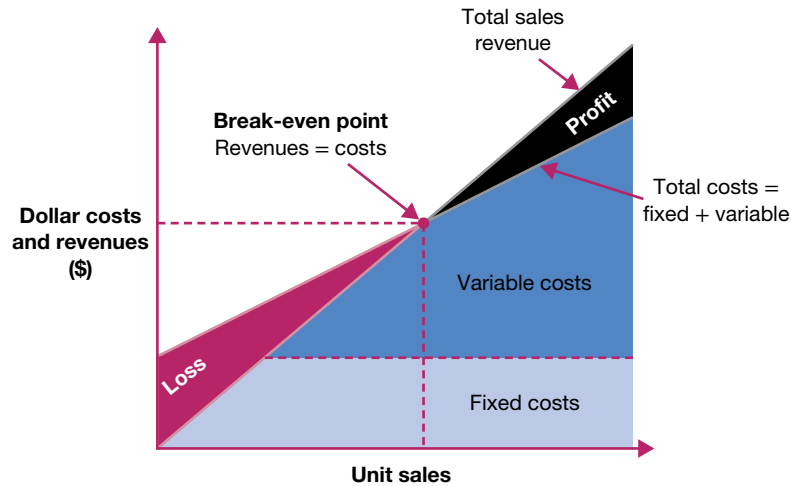 Total sales
revenue
Profit
Break-even point
Revenues = costs
Total costs =
fixed + variable
Dollar costs
and revenues
($)
Variable costs
Loss
Fixed costs
Unit sales